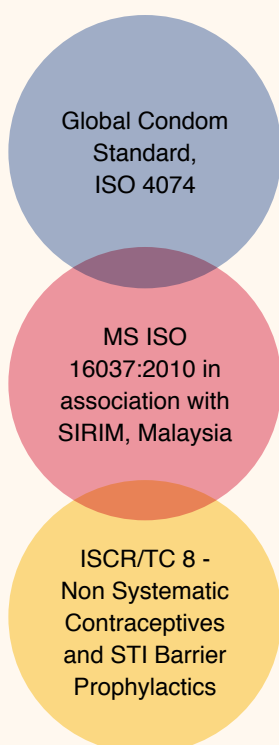 Global Condom
Standard,
ISO 4074
MS ISO
16037:2010 in
association with
SIRIM, Malaysia
ISCR/TC 8 -
Non Systematic
Contraceptives
and STI Barrier
Prophylactics